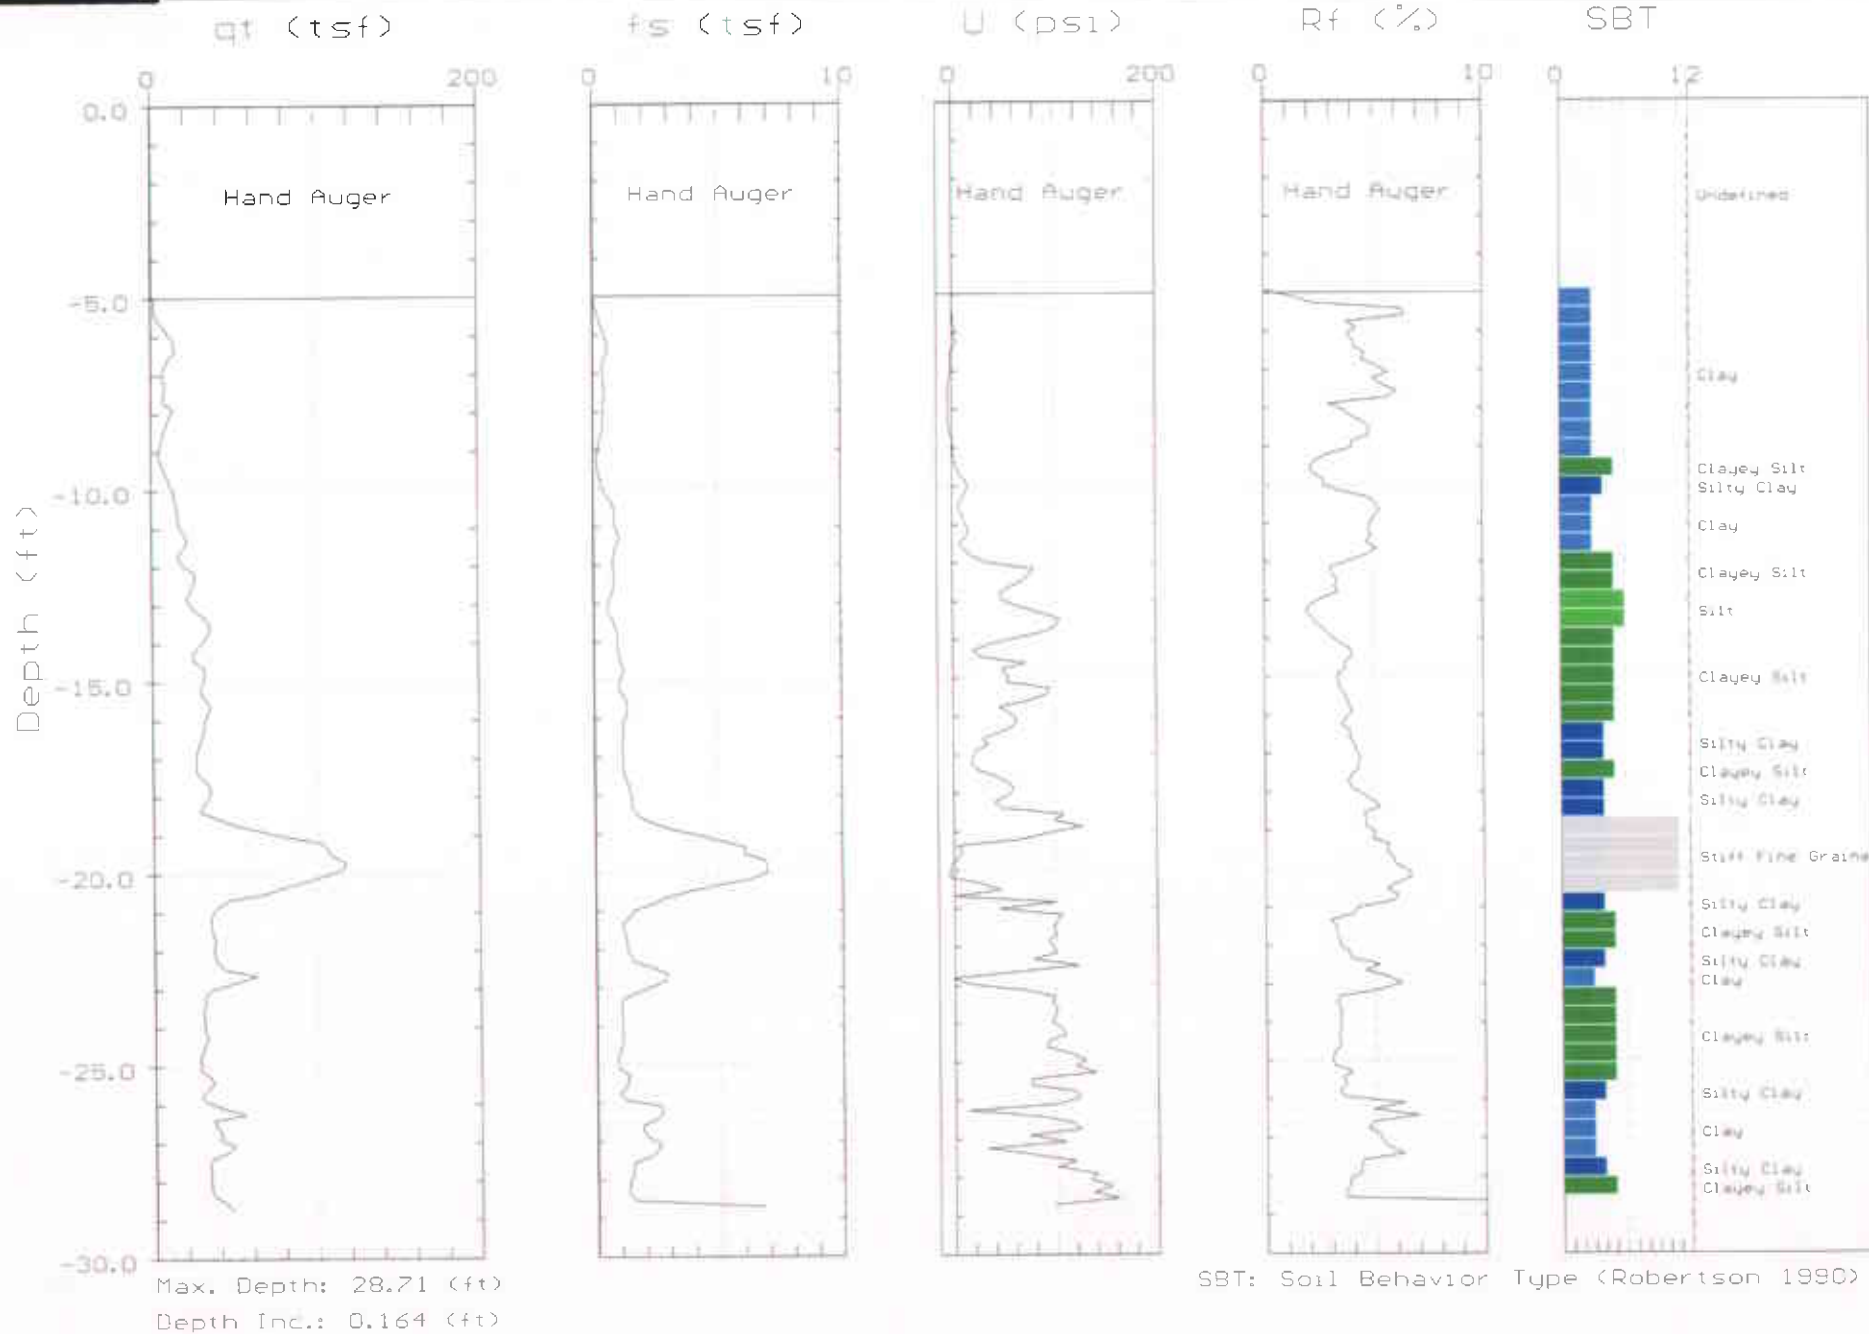 qt (tsf) fs (tsf) U (psi) Rf (%) SBT
0 200 0 10 0 200 0 10 0 12
0.0
Hand Auger Hand Auger Hand Auger Hand Auger Undefined
-5.0
Clay
Clayey Silt
Silty Clay
-10.0
Clay
Clayey Silt
Silt
Depth (ft)
-15.0
Clayey Silt
Silty Clay
Clayey Silt
Silty Clay
Stiff Fine Graine
-20.0
Silty Clay
Clayey Silt
Silty Clay
Clay
Clayey Silt
-25.0
Silty Clay
Clay
Silty Clay
Clayey Silt
-30.0
Max. Depth: 28.71 (ft)
Depth Inc.: 0.164 (ft)
SBT: Soil Behavior Type (Robertson 1990)